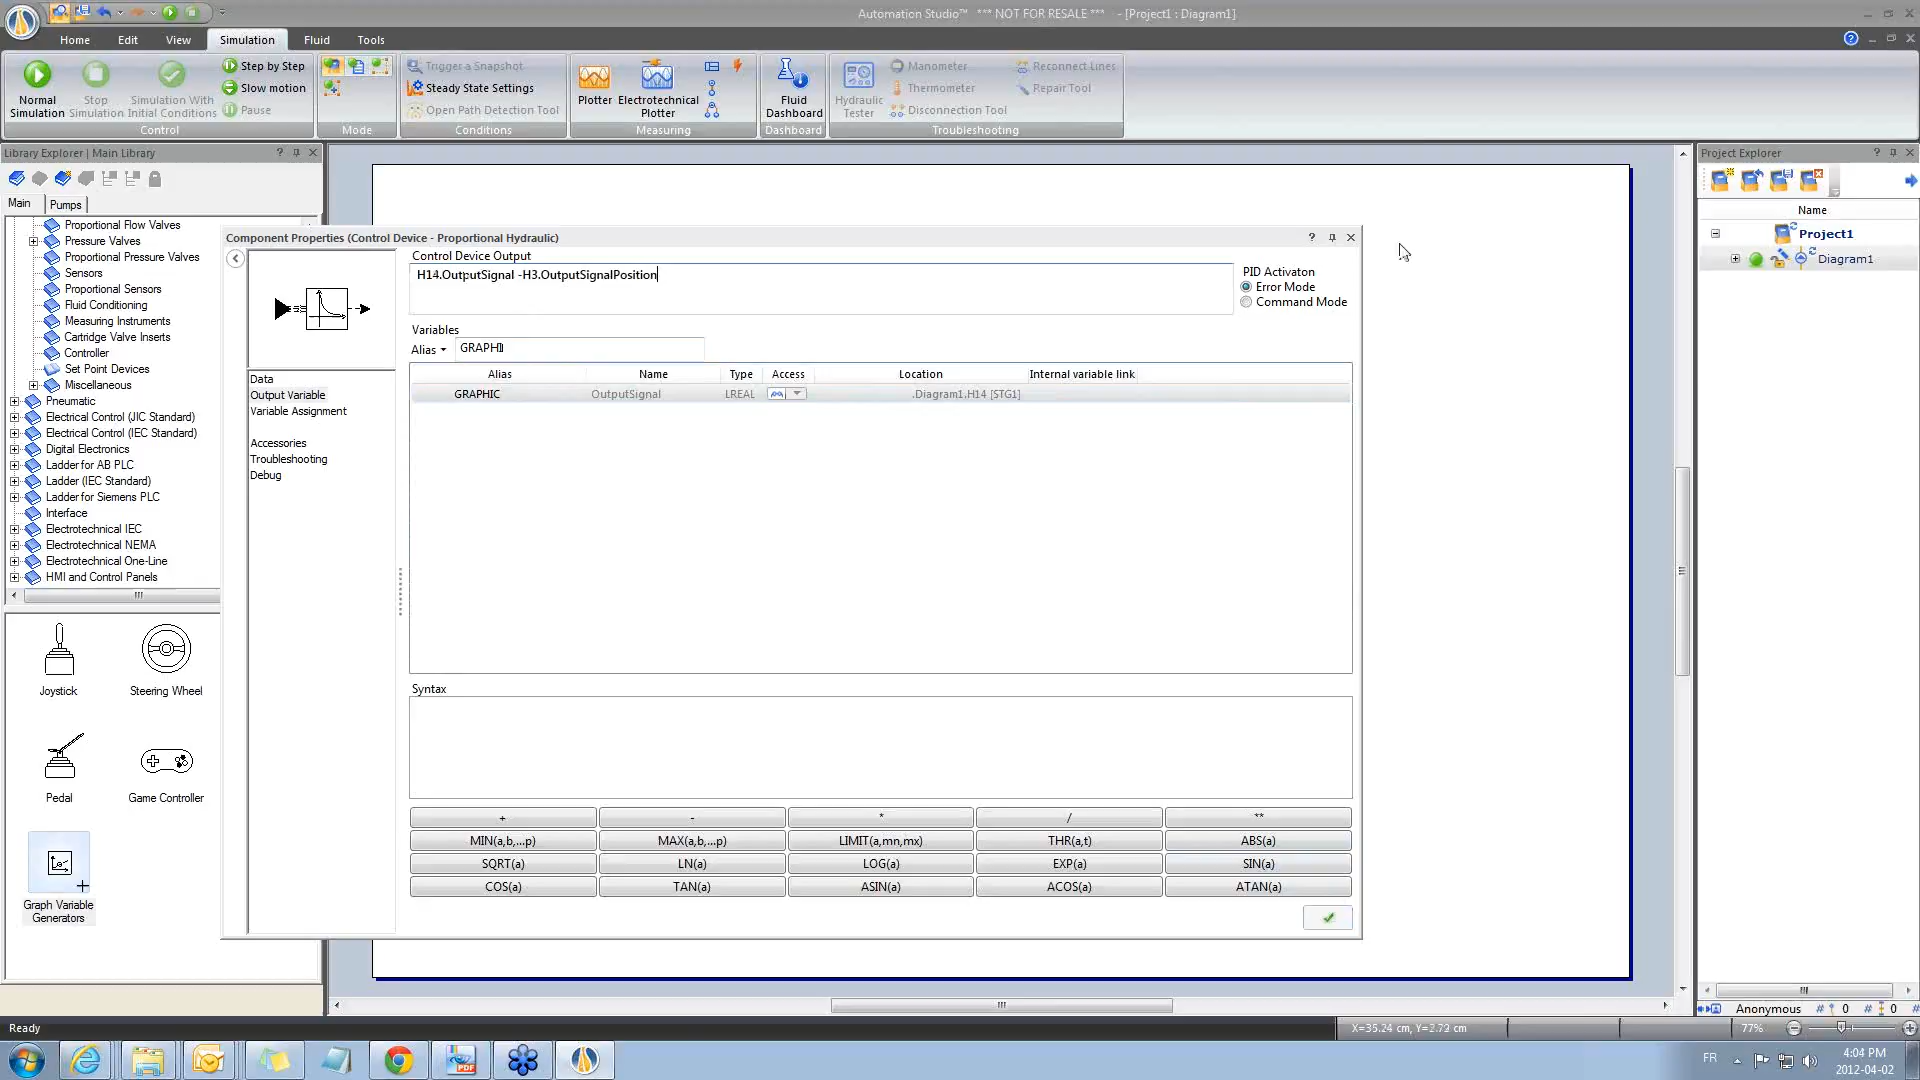 Automation Studio™ *** NOT FOR RESALE *** - [Project1 : Diagram1]
Home Edit View Simulation Fluid Tools
Normal Simulation
Stop Simulation
Simulation With Initial Conditions
Step by Step
Slow motion
Pause
Control
Mode
Trigger a Snapshot
Steady State Settings
Open Path Detection Tool
Conditions
Plotter
Electrotechnical Plotter
Measuring
Fluid Dashboard
Dashboard
Hydraulic Tester
Manometer
Thermometer
Disconnection Tool
Reconnect Lines
Repair Tool
Troubleshooting
Library Explorer | Main Library
Main Pumps
Proportional Flow Valves
Pressure Valves
Proportional Pressure Valves
Sensors
Proportional Sensors
Fluid Conditioning
Measuring Instruments
Cartridge Valve Inserts
Controller
Set Point Devices
Miscellaneous
Pneumatic
Electrical Control (JIC Standard)
Electrical Control (IEC Standard)
Digital Electronics
Ladder for AB PLC
Ladder (IEC Standard)
Ladder for Siemens PLC
Interface
Electrotechnical IEC
Electrotechnical NEMA
Electrotechnical One-Line
HMI and Control Panels
Joystick
Steering Wheel
Pedal
Game Controller
Graph Variable Generators
Component Properties (Control Device - Proportional Hydraulic)
Data
Output Variable
Variable Assignment
Accessories
Troubleshooting
Debug
Control Device Output
H14.OutputSignal -H3.OutputSignalPosition
PID Activaton
Error Mode
Command Mode
Variables
Alias GRAPHI
Alias Name Type Access Location Internal variable link
GRAPHIC OutputSignal LREAL .Diagram1.H14 [STG1]
Syntax
+ - * / **
MIN(a,b,...p) MAX(a,b,...p) LIMIT(a,mn,mx) THR(a,t) ABS(a)
SQRT(a) LN(a) LOG(a) EXP(a) SIN(a)
COS(a) TAN(a) ASIN(a) ACOS(a) ATAN(a)
Project Explorer
Name
Project1
Diagram1
Anonymous # 0 # 0 #
Ready
X=35.24 cm, Y=2.72 cm
77%
PDF
FR
4:04 PM
2012-04-02